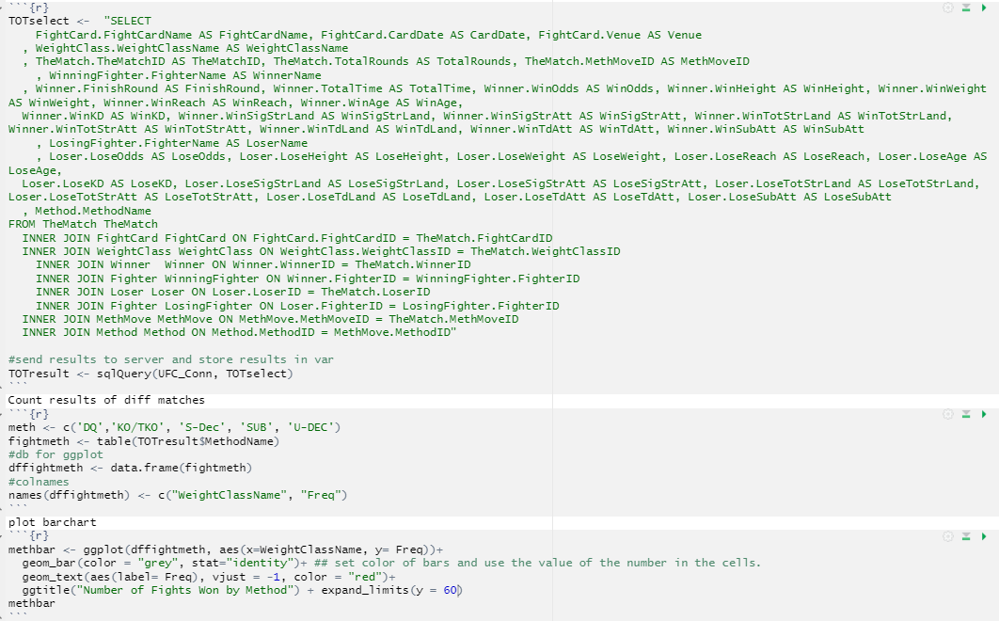 ```{r}
TOTselect <-  "SELECT
    FightCard.FightCardName AS FightCardName, FightCard.CardDate AS CardDate, FightCard.Venue AS Venue
  , WeightClass.WeightClassName AS WeightClassName
  , TheMatch.TheMatchID AS TheMatchID, TheMatch.TotalRounds AS TotalRounds, TheMatch.MethMoveID AS MethMoveID
    , WinningFighter.FighterName AS WinnerName
  , Winner.FinishRound AS FinishRound, Winner.TotalTime AS TotalTime, Winner.WinOdds AS WinOdds, Winner.WinHeight AS WinHeight, Winner.WinWeight
AS WinWeight, Winner.WinReach AS WinReach, Winner.WinAge AS WinAge,
  Winner.WinKD AS WinKD, Winner.WinSigStrLand AS WinSigStrLand, Winner.WinSigStrAtt AS WinSigStrAtt, Winner.WinTotStrLand AS WinTotStrLand,
Winner.WinTotStrAtt AS WinTotStrAtt, Winner.WinTdLand AS WinTdLand, Winner.WinTdAtt AS WinTdAtt, Winner.WinSubAtt AS WinSubAtt
    , LosingFighter.FighterName AS LoserName
    , Loser.LoseOdds AS LoseOdds, Loser.LoseHeight AS LoseHeight, Loser.LoseWeight AS LoseWeight, Loser.LoseReach AS LoseReach, Loser.LoseAge AS
LoseAge,
  Loser.LoseKD AS LoseKD, Loser.LoseSigStrLand AS LoseSigStrLand, Loser.LoseSigStrAtt AS LoseSigStrAtt, Loser.LoseTotStrLand AS LoseTotStrLand,
Loser.LoseTotStrAtt AS LoseTotStrAtt, Loser.LoseTdLand AS LoseTdLand, Loser.LoseTdAtt AS LoseTdAtt, Loser.LoseSubAtt AS LoseSubAtt
  , Method.MethodName
FROM TheMatch TheMatch
  INNER JOIN FightCard FightCard ON FightCard.FightCardID = TheMatch.FightCardID
  INNER JOIN WeightClass WeightClass ON WeightClass.WeightClassID = TheMatch.WeightClassID
    INNER JOIN Winner  Winner ON Winner.WinnerID = TheMatch.WinnerID
    INNER JOIN Fighter WinningFighter ON Winner.FighterID = WinningFighter.FighterID
    INNER JOIN Loser Loser ON Loser.LoserID = TheMatch.LoserID
    INNER JOIN Fighter LosingFighter ON Loser.FighterID = LosingFighter.FighterID
  INNER JOIN MethMove MethMove ON MethMove.MethMoveID = TheMatch.MethMoveID
  INNER JOIN Method Method ON Method.MethodID = MethMove.MethodID"

#send results to server and store results in var
TOTresult <- sqlQuery(UFC_Conn, TOTselect)
```
Count results of diff matches
```{r}
meth <- c('DQ','KO/TKO', 'S-Dec', 'SUB', 'U-DEC')
fightmeth <- table(TOTresult$MethodName)
#db for ggplot
dffightmeth <- data.frame(fightmeth)
#colnames
names(dffightmeth) <- c("WeightClassName", "Freq")
```
plot barchart
```{r}
methbar <- ggplot(dffightmeth, aes(x=WeightClassName, y= Freq))+
  geom_bar(color = "grey", stat="identity")+ ## set color of bars and use the value of the number in the cells.
  geom_text(aes(label= Freq), vjust = -1, color = "red")+
  ggtitle("Number of Fights Won by Method") + expand_limits(y = 60)
methbar
```